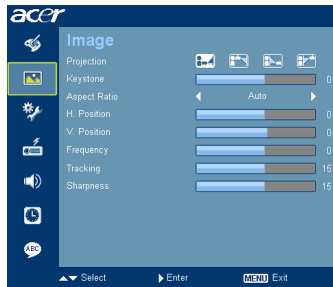 acer
Image
Projection
Keystone 0
Aspect Ratio Auto
H. Position 0
V. Position 0
Frequency 0
Tracking 15
Sharpness 15
ABC
Select Enter MENU Exit